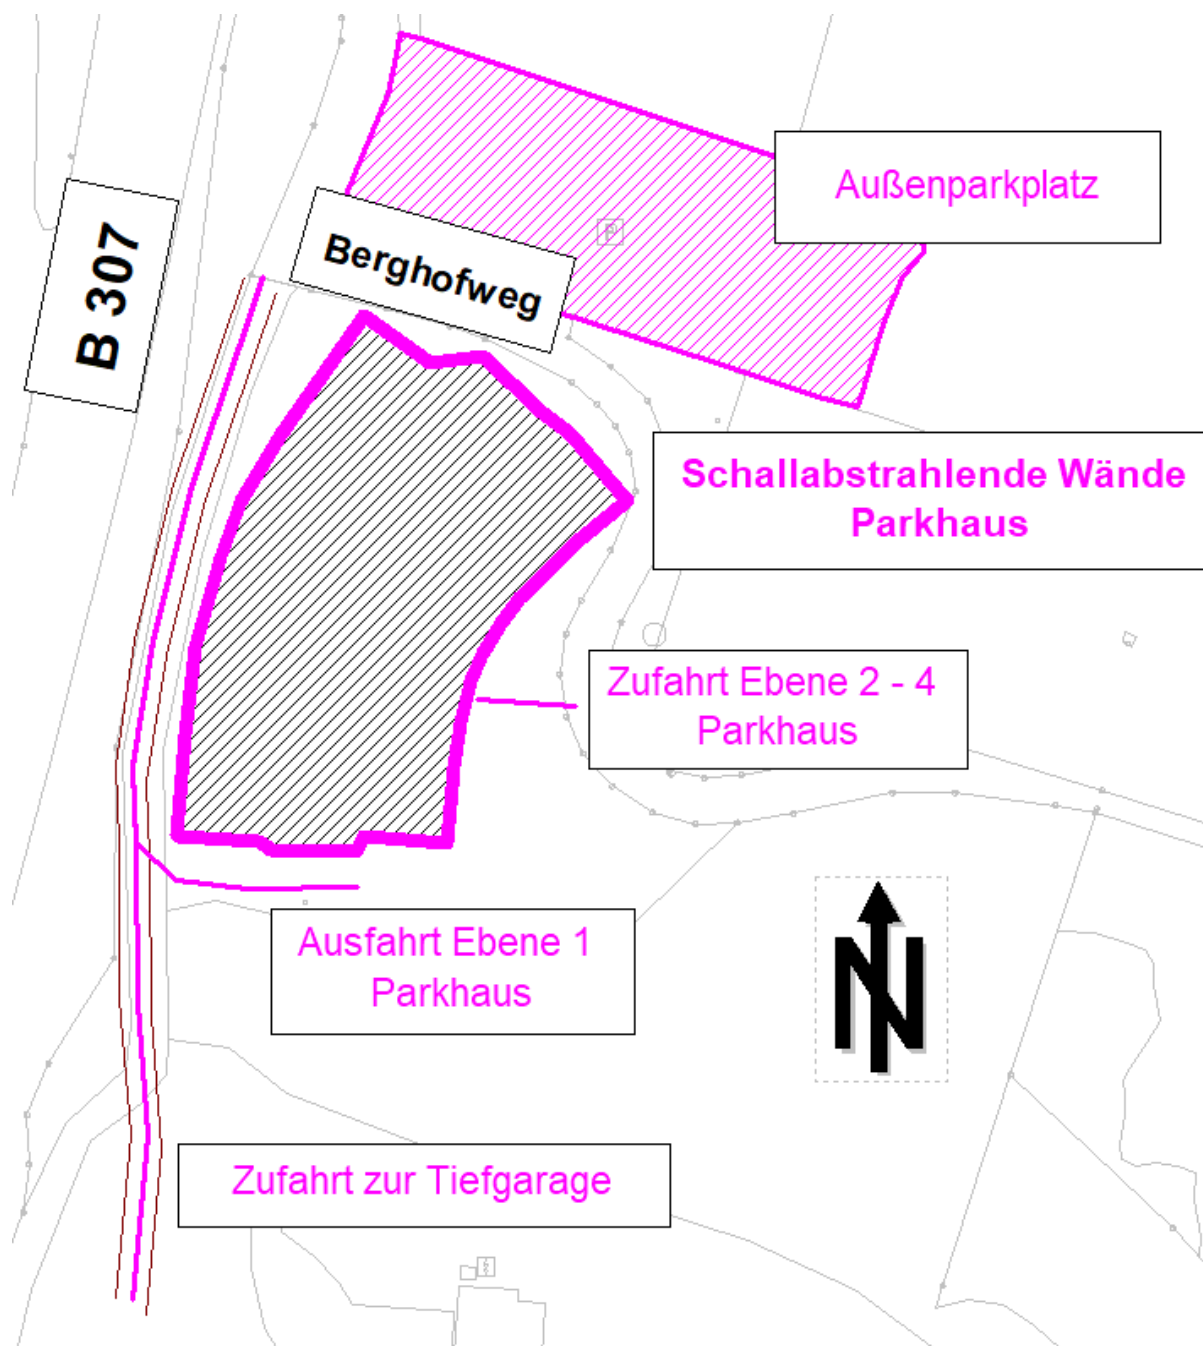 Außenparkplatz
B 307
Berghofweg
P
Schallabstrahlende Wände
Parkhaus
Zufahrt Ebene 2 - 4
Parkhaus
Ausfahrt Ebene 1
Parkhaus
N
Zufahrt zur Tiefgarage